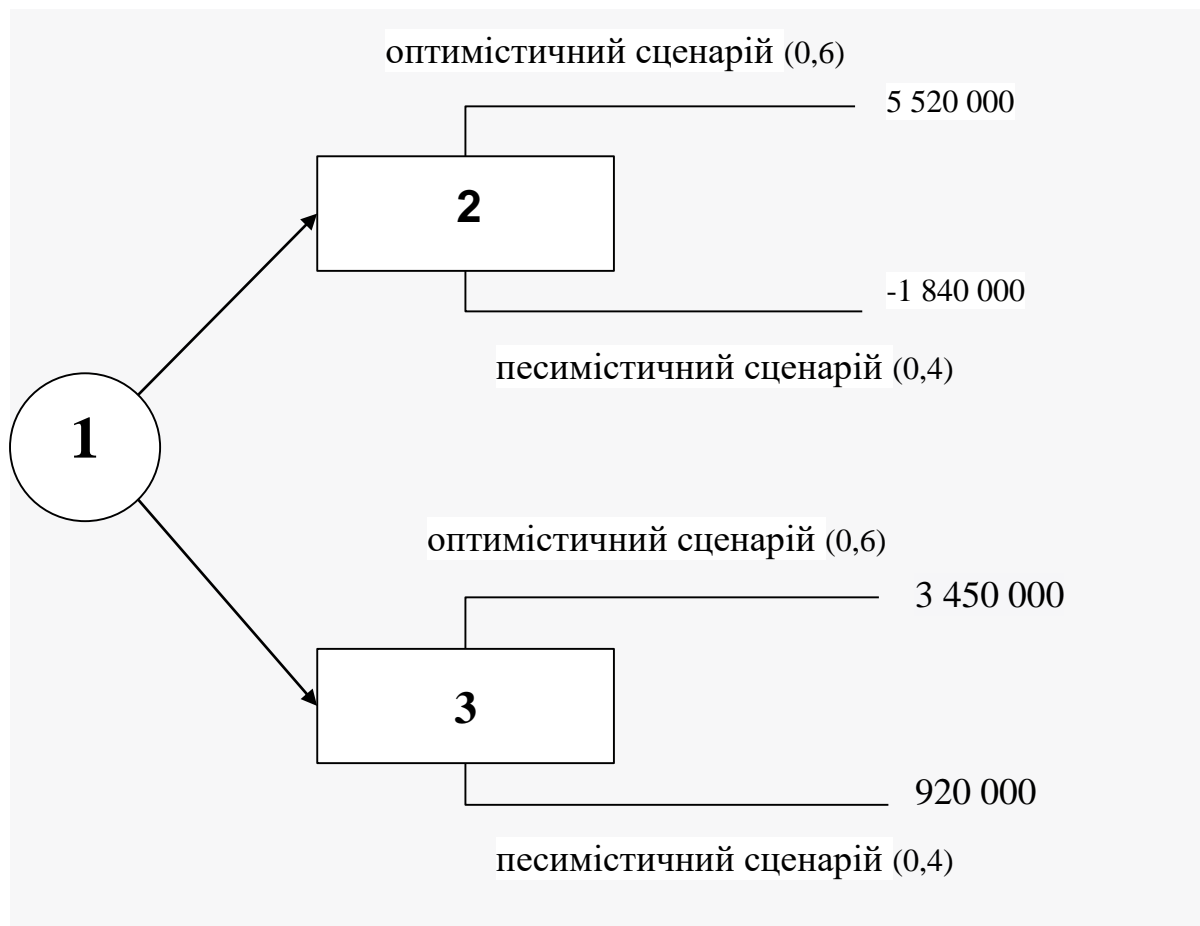 оптимістичний сценарій (0,6)
5 520 000
2
-1 840 000
песимістичний сценарій (0,4)
1
оптимістичний сценарій (0,6)
3 450 000
3
920 000
песимістичний сценарій (0,4)